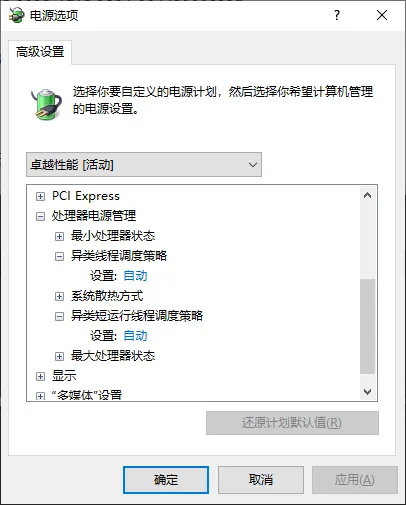 电源选项
高级设置
选择你要自定义的电源计划，然后选择你希望计算机管理
的电源设置。
卓越性能 [活动]
PCI Express
处理器电源管理
最小处理器状态
异类线程调度策略
设置: 自动
系统散热方式
异类短运行线程调度策略
设置: 自动
最大处理器状态
显示
“多媒体”设置
还原计划默认值(R)
确定
取消
应用(A)